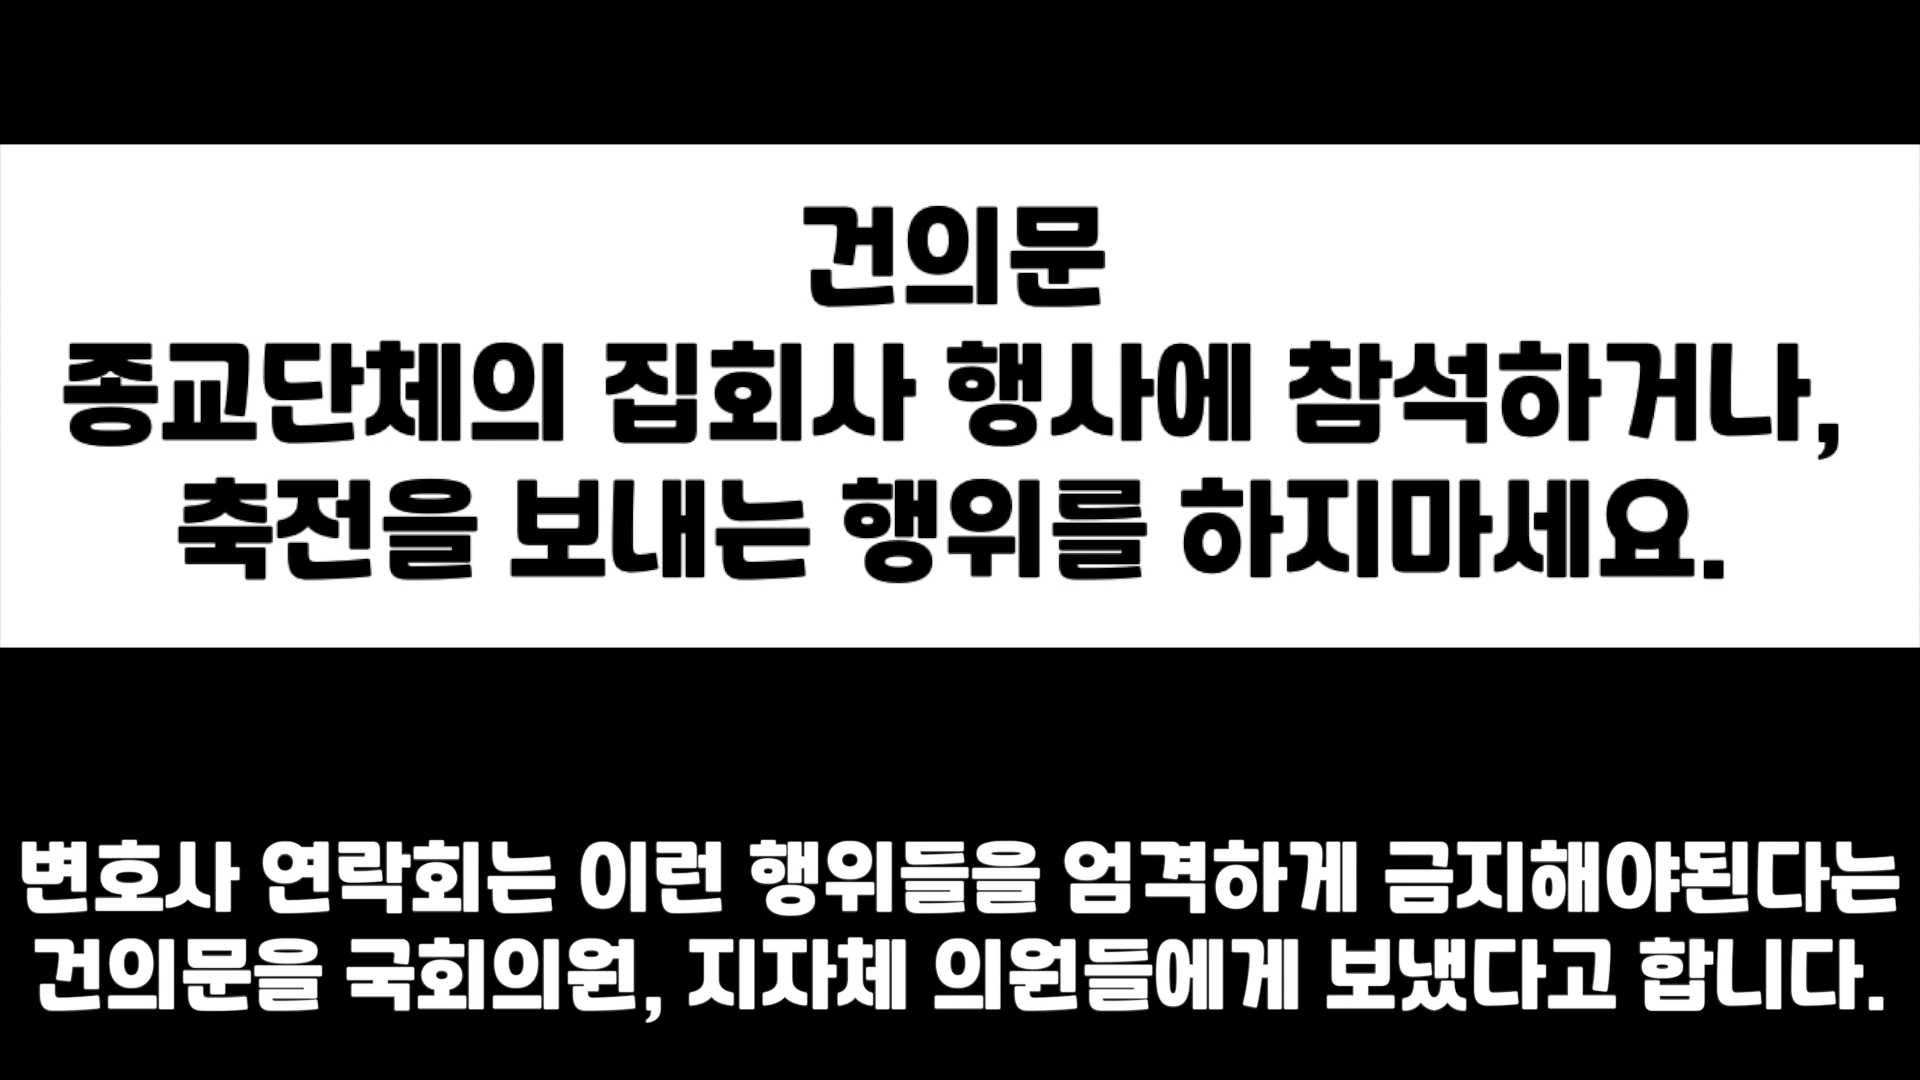 건의문
종교단체의 집회사 행사에 참석하거나,
축전을 보내는 행위를 하지마세요.
변호사 연락회는 이런 행위들을 엄격하게 금지해야된다는
건의문을 국회의원, 지자체 의원들에게 보냈다고 합니다.